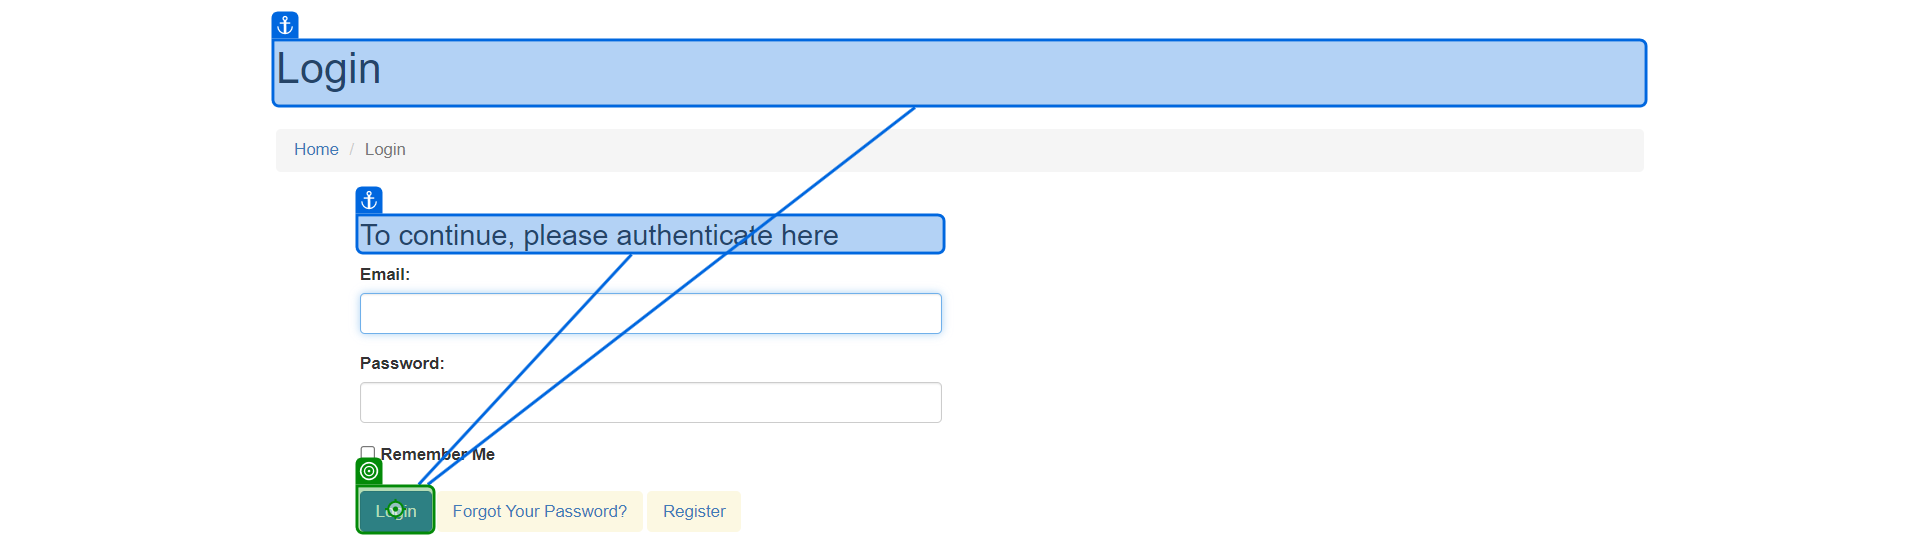 Login
Home / Login
To continue, please authenticate here
Email:
Password:
Remember Me
Login Forgot Your Password? Register